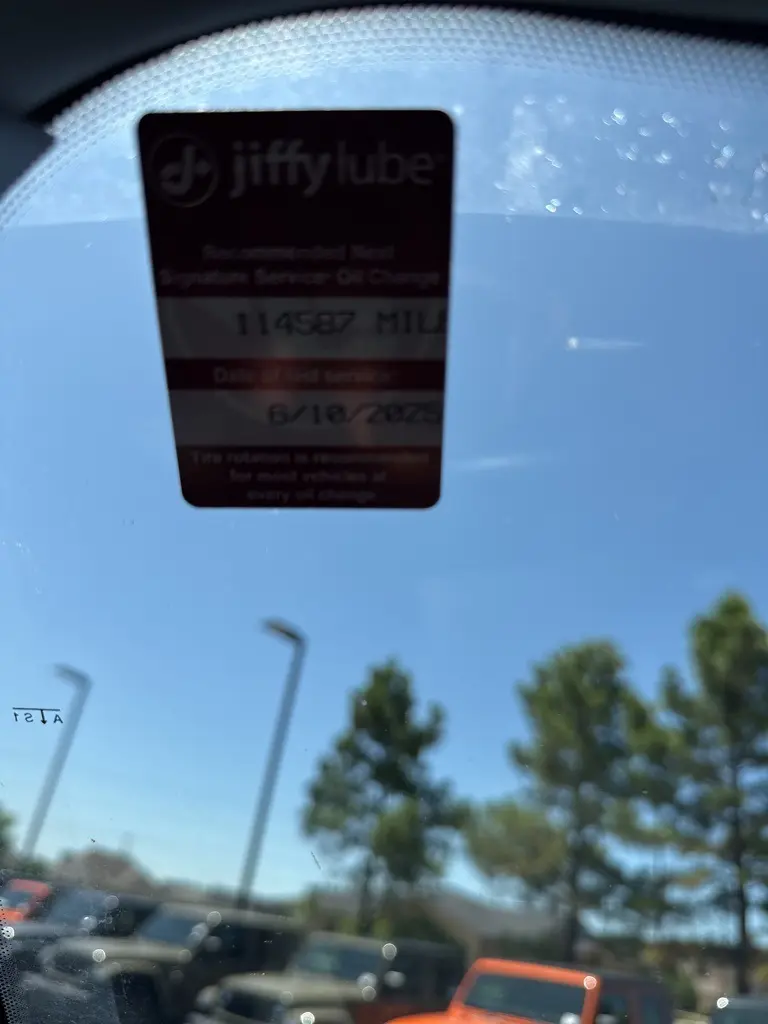 jiffy lube
Recommended Next
Signature Service Oil Change
114587 MIL
Date of last service:
6/10/2025
Tire rotation is recommended
for most vehicles at
every oil change.